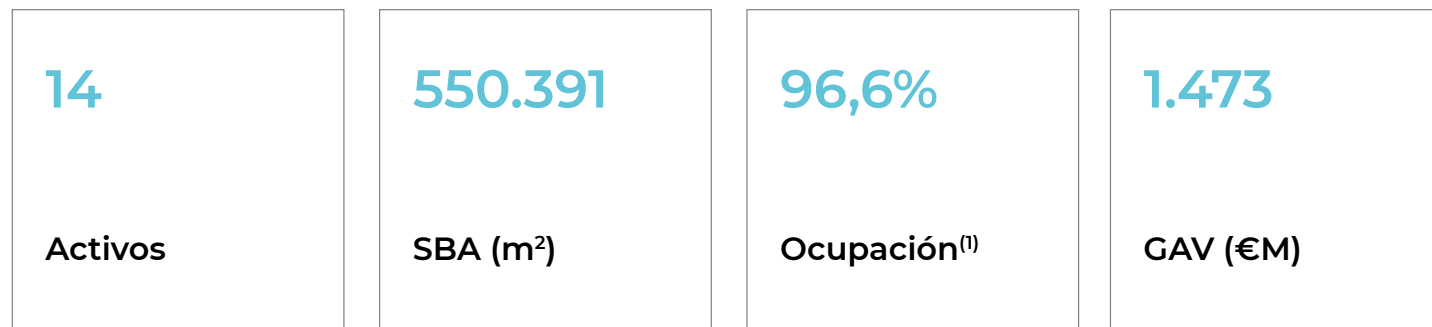 14
Activos
550.391
SBA (m²)
96,6%
Ocupación⁽¹⁾
1.473
GAV (€M)